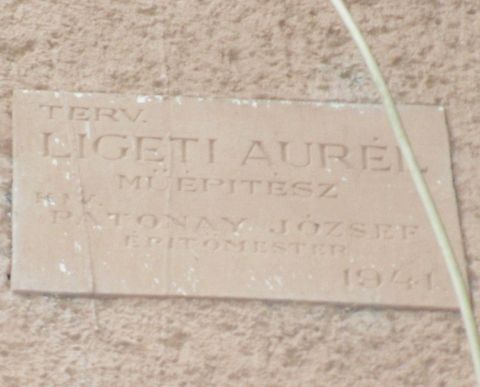 TERV.
LIGETI AURÉL
MŰÉPITÉSZ
KIV.
PATONAY JÓZSEF
ÉPITŐMESTER
1941.